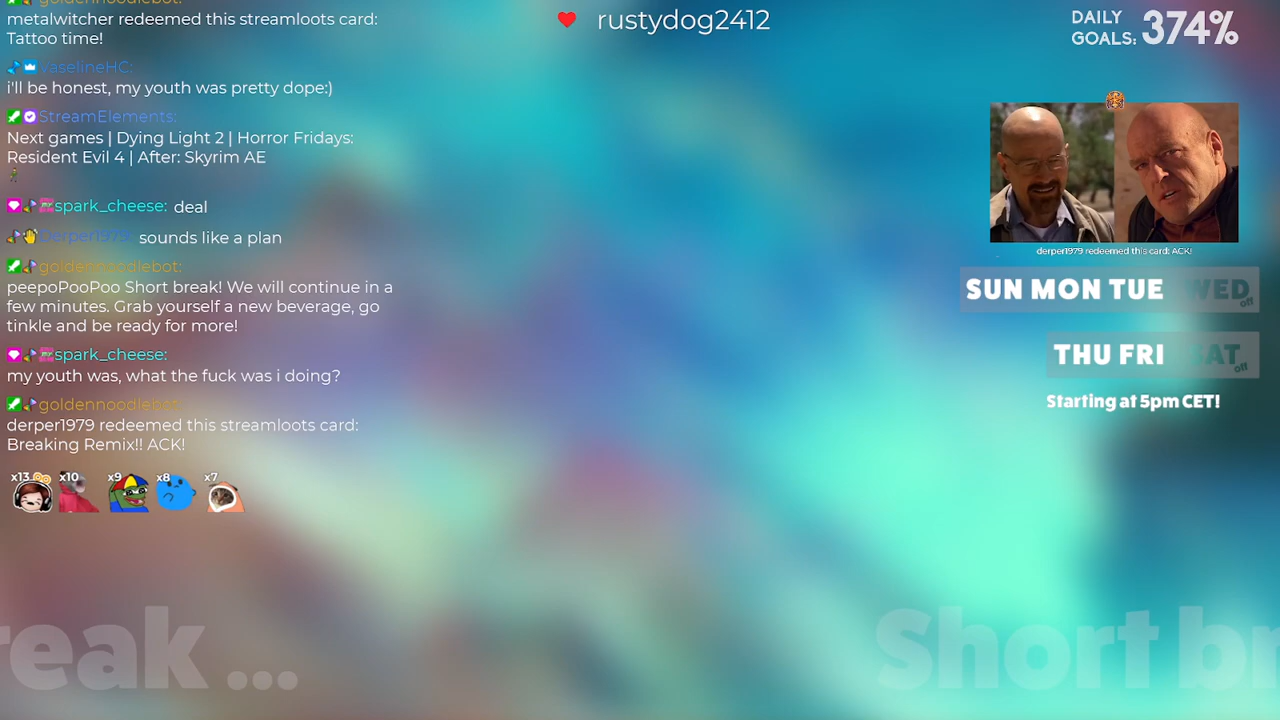 goldennoodlebot:
metalwitcher redeemed this streamloots card:
Tattoo time!
VaselineHC:
i'll be honest, my youth was pretty dope:)
StreamElements:
Next games | Dying Light 2 | Horror Fridays:
Resident Evil 4 | After: Skyrim AE
spark_cheese: deal
Derper1979: sounds like a plan
goldennoodlebot:
peepoPooPoo Short break! We will continue in a
few minutes. Grab yourself a new beverage, go
tinkle and be ready for more!
spark_cheese:
my youth was, what the fuck was i doing?
goldennoodlebot:
derper1979 redeemed this streamloots card:
Breaking Remix!! ACK!
x13 x10 x9 x8 x7
rustydog2412
DAILY
GOALS: 374%
derper1979 redeemed this card: ACK!
SUN MON TUE WED off
THU FRI SAT off
Starting at 5pm CET!
reak ...
Short br